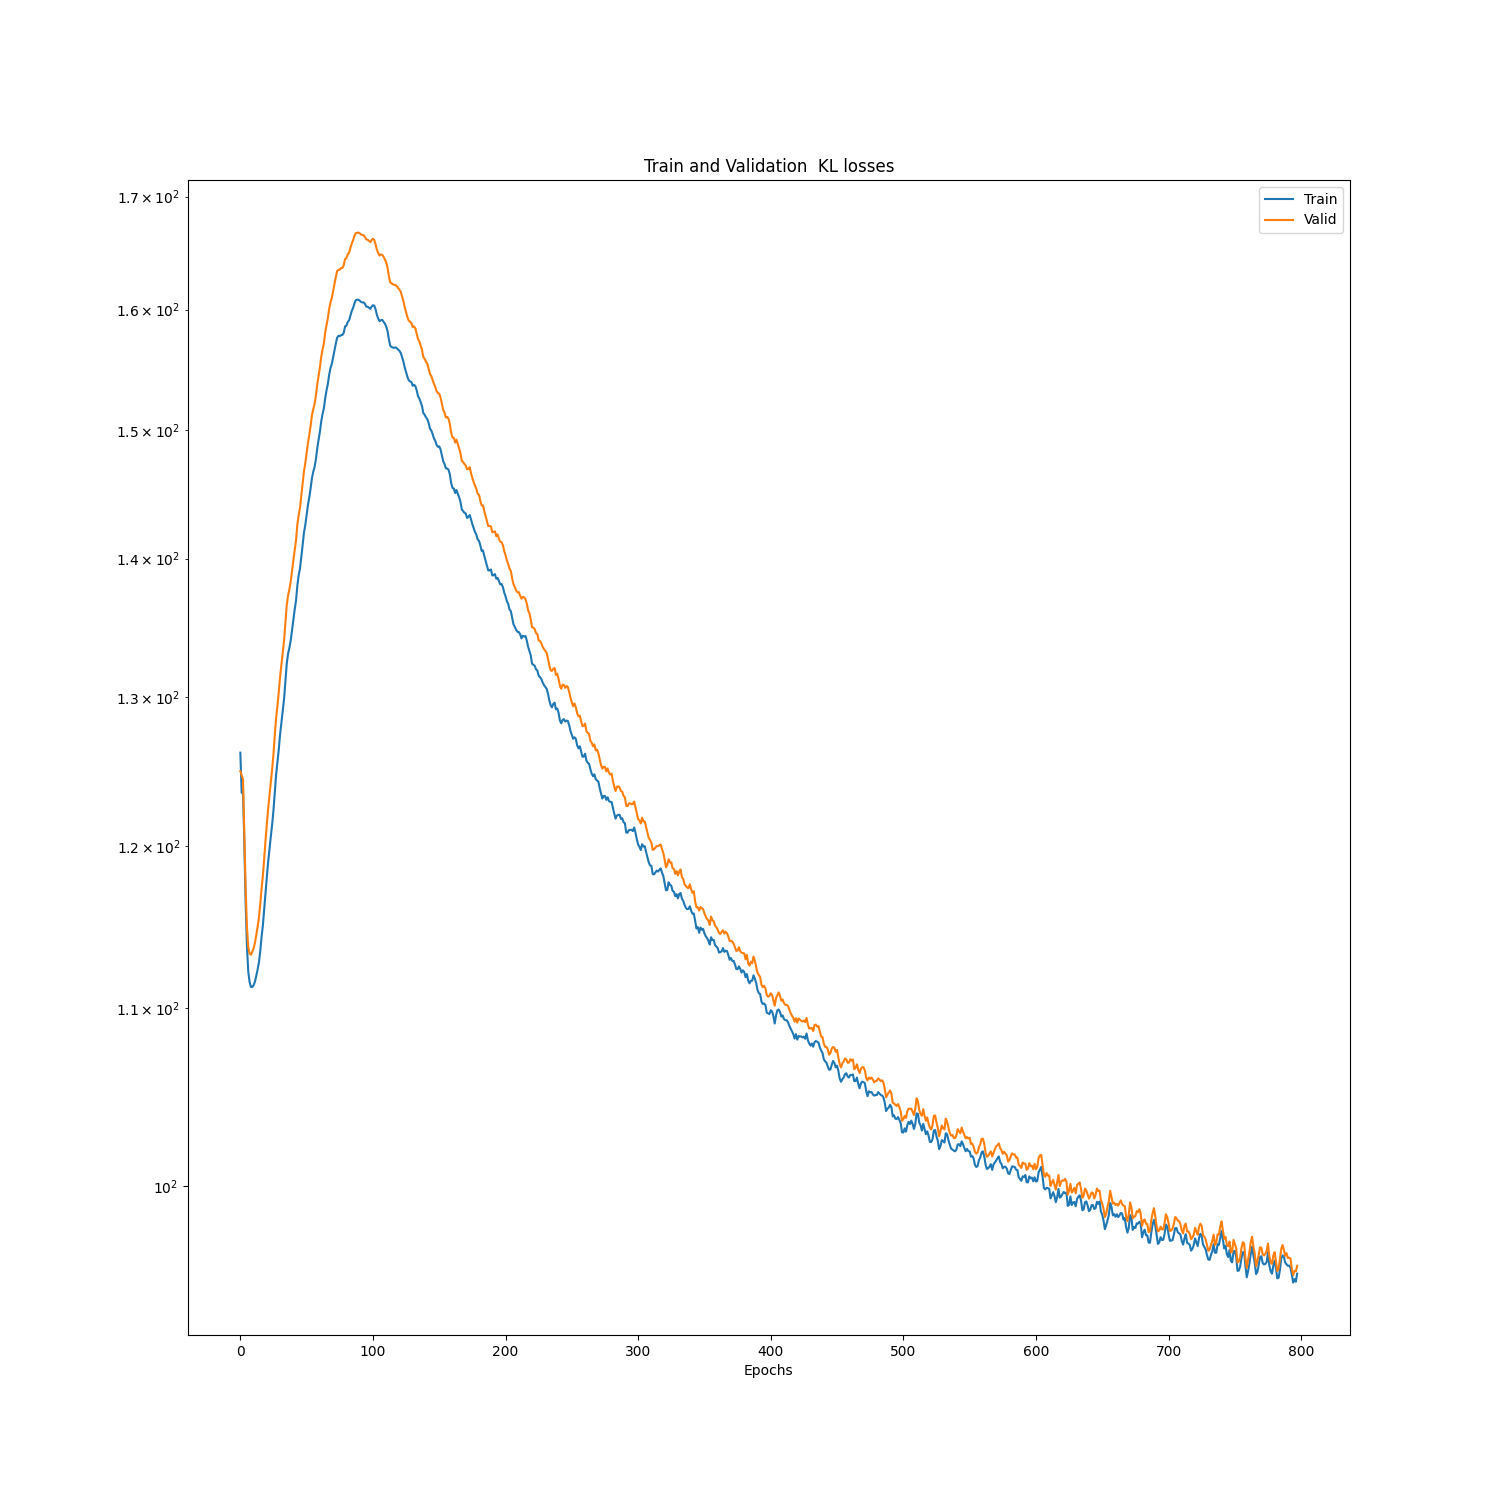 Train and Validation  KL losses
Train
Valid
1.7 × 10²
1.6 × 10²
1.5 × 10²
1.4 × 10²
1.3 × 10²
1.2 × 10²
1.1 × 10²
10²
0 100 200 300 400 500 600 700 800
Epochs